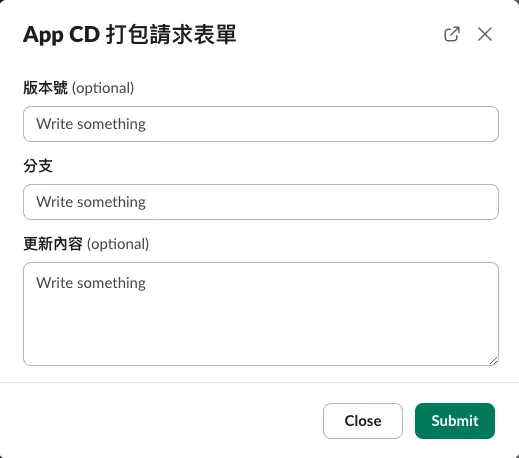 App CD 打包請求表單
版本號 (optional)
Write something
分支
Write something
更新內容 (optional)
Write something
Close
Submit